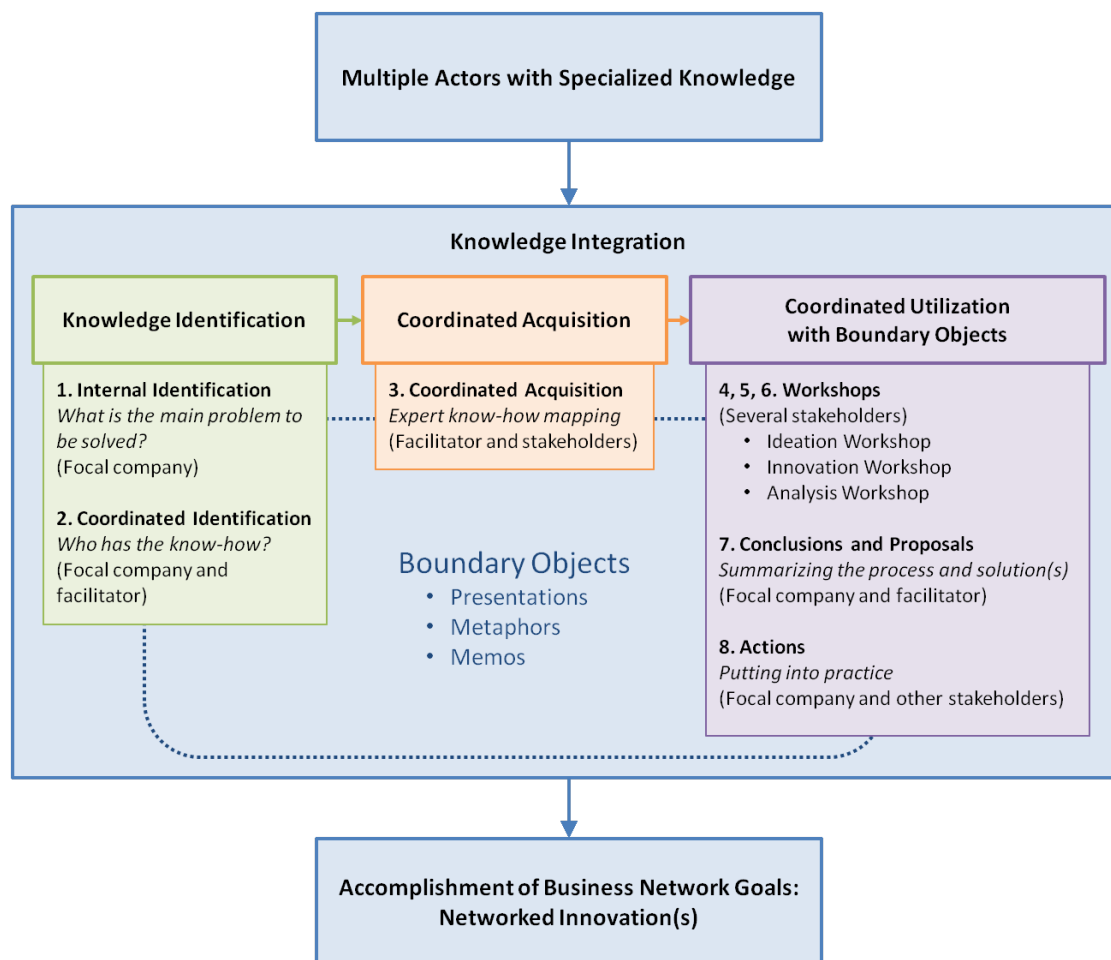 Multiple Actors with Specialized Knowledge
Knowledge Integration
Knowledge Identification
1. Internal Identification
What is the main problem to
be solved?
(Focal company)
2. Coordinated Identification
Who has the know-how?
(Focal company and
facilitator)
Coordinated Acquisition
3. Coordinated Acquisition
Expert know-how mapping
(Facilitator and stakeholders)
Coordinated Utilization
with Boundary Objects
4, 5, 6. Workshops
(Several stakeholders)
• Ideation Workshop
• Innovation Workshop
• Analysis Workshop
7. Conclusions and Proposals
Summarizing the process and solution(s)
(Focal company and facilitator)
8. Actions
Putting into practice
(Focal company and other stakeholders)
Boundary Objects
• Presentations
• Metaphors
• Memos
Accomplishment of Business Network Goals:
Networked Innovation(s)